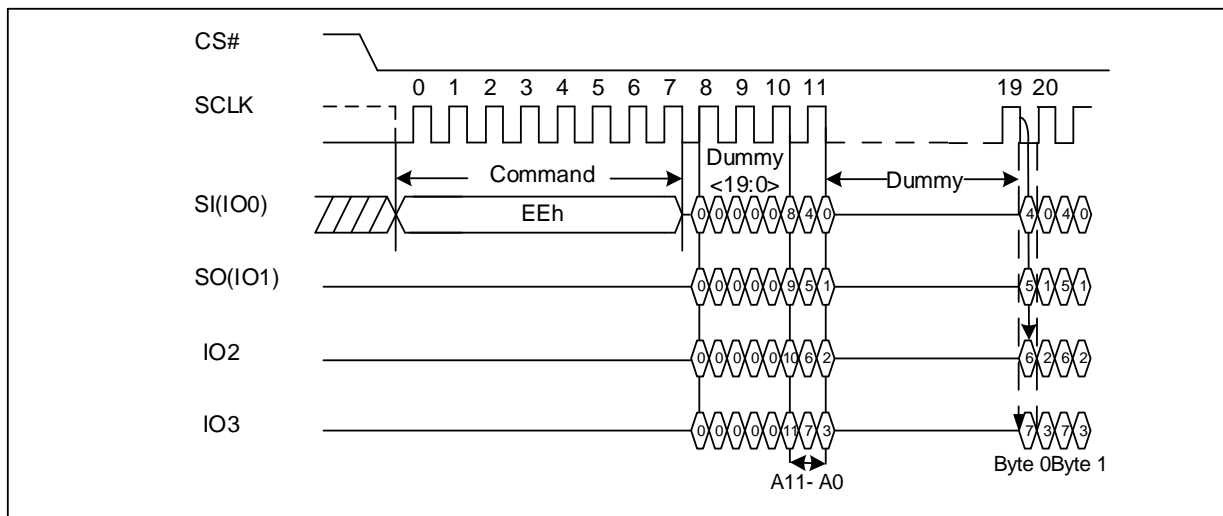 CS#
0 1 2 3 4 5 6 7 8 9 10 11 19 20
SCLK
Dummy
<19:0>
Command
Dummy
SI(IO0)
EEh
0 0 0 0 0 8 4 0 4 0 4 0
SO(IO1)
0 0 0 0 0 9 5 1 5 1 5 1
IO2
0 0 0 0 0 10 6 2 6 2 6 2
IO3
0 0 0 0 0 11 7 3 7 3 7 3
Byte 0Byte 1
A11- A0